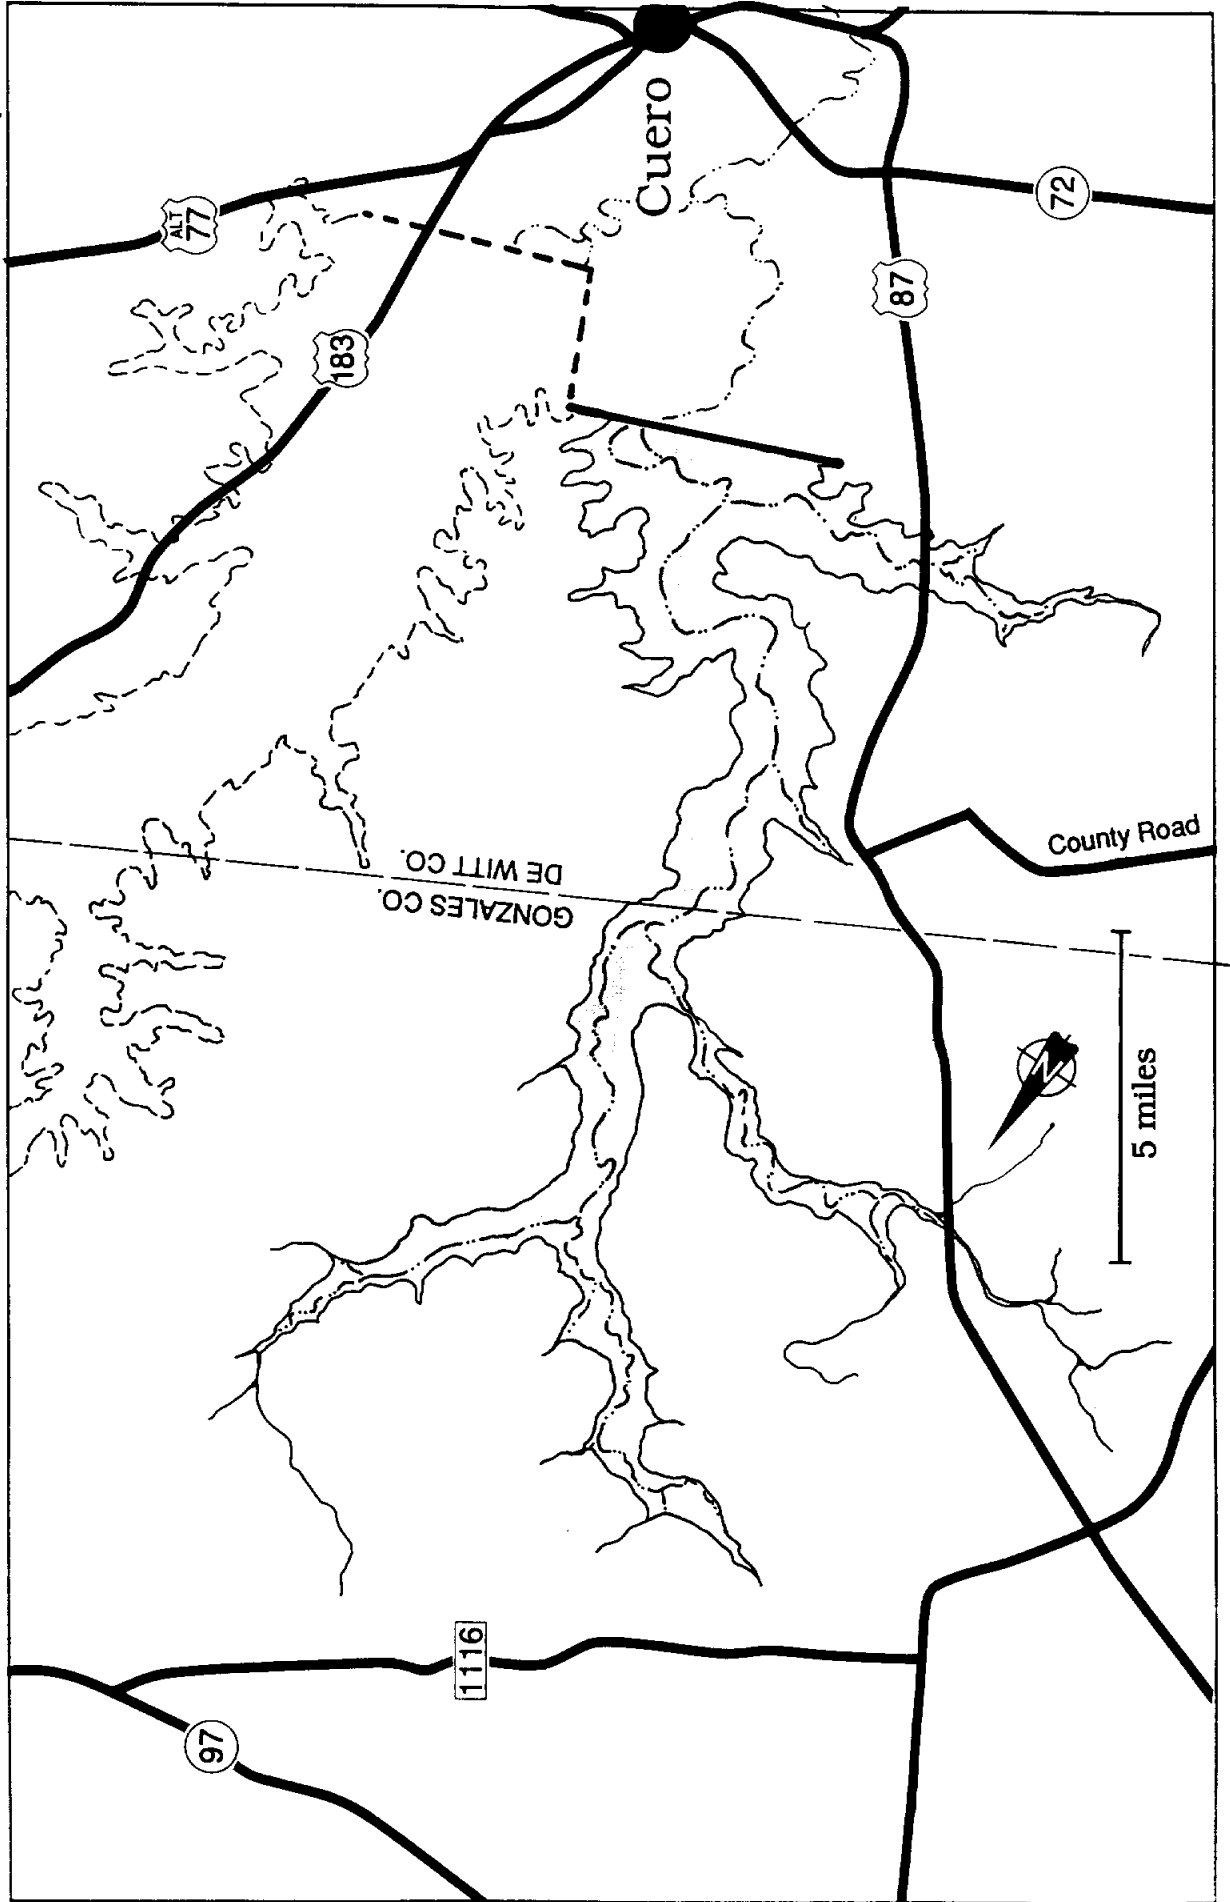 Cuero
ALT
77
183
72
87
DE WITT CO.
GONZALES CO.
County Road
N
5 miles
1116
97